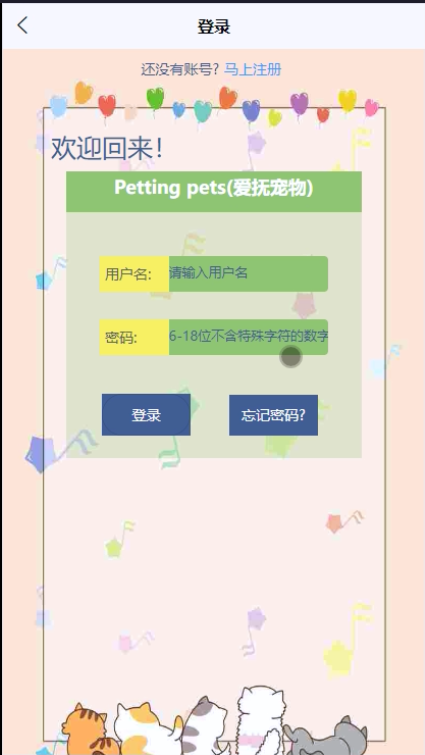 登录
还没有账号? 马上注册
欢迎回来！
Petting pets(爱抚宠物)
用户名: 请输入用户名
密码: 6-18位不含特殊字符的数字
登录 忘记密码?